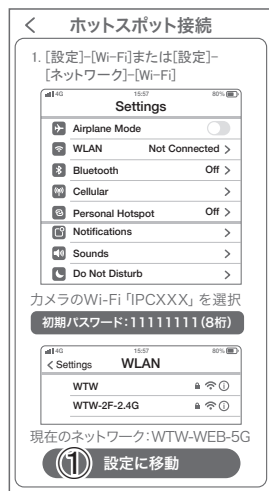 < ホットスポット接続
1. [設定]–[Wi-Fi]または[設定]–
[ネットワーク]–[Wi-Fi]
4G 15:57 80%
Settings
Airplane Mode
WLAN Not Connected >
Bluetooth Off >
Cellular >
Personal Hotspot Off >
Notifications >
Sounds >
Do Not Disturb >
カメラのWi-Fi「IPCXXX」を選択
初期パスワード:11111111(8桁)
4G 15:57 80%
< Settings WLAN
WTW
WTW-2F-2.4G
現在のネットワーク:WTW-WEB-5G
① 設定に移動